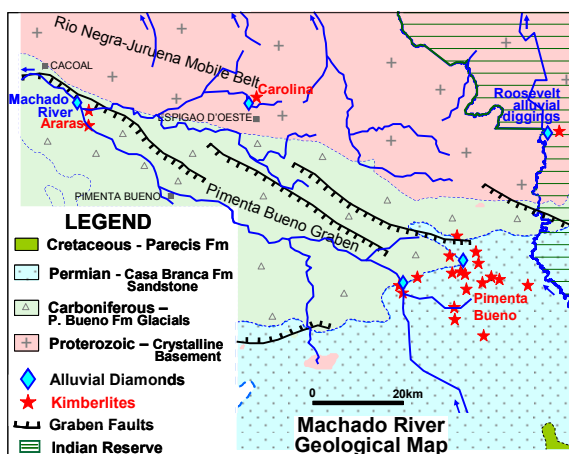 Rio Negra-Juruena Mobile Belt
CACOAL
Machado
River
Araras
Carolina
ESPIGAO D'OESTE
Roosevelt
alluvial
diggings
PIMENTA BUENO
Pimenta Bueno Graben
Pimenta
Bueno
LEGEND
Cretaceous - Parecis Fm
Permian - Casa Branca Fm
Sandstone
Carboniferous –
P. Bueno Fm Glacials
Proterozoic – Crystalline
Basement
Alluvial Diamonds
Kimberlites
Graben Faults
Indian Reserve
0 20km
Machado River
Geological Map